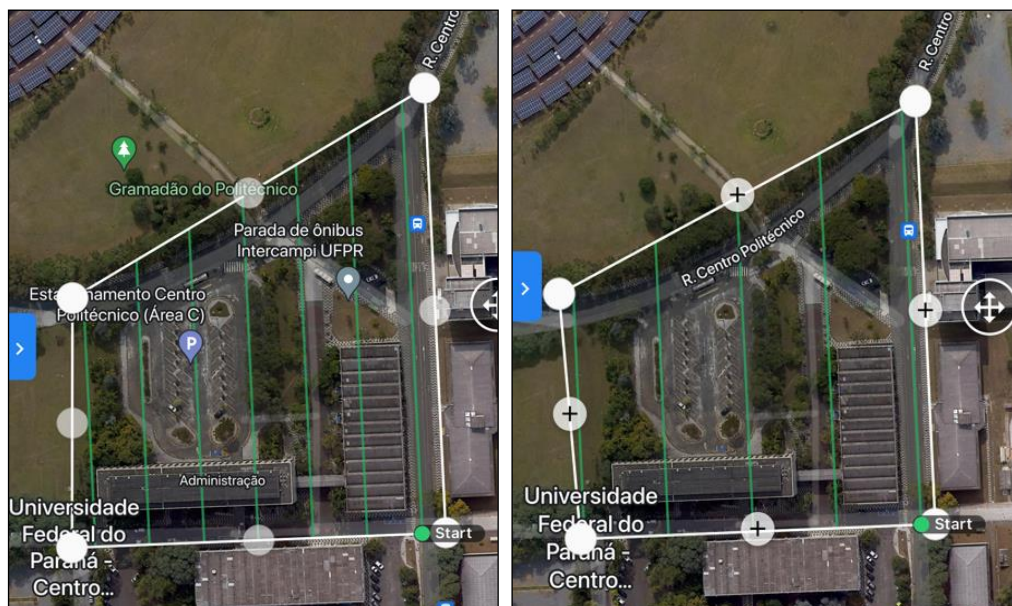 R. Centro
Gramadão do Politécnico
Parada de ônibus
Intercampi UFPR
Estacionamento Centro
Politécnico (Área C)
P
Administração
Universidade
Federal do
Paraná -
Centro...
Start
R. Centro
R. Centro Politécnico
Universidade
Federal do
Paraná -
Centro...
Start